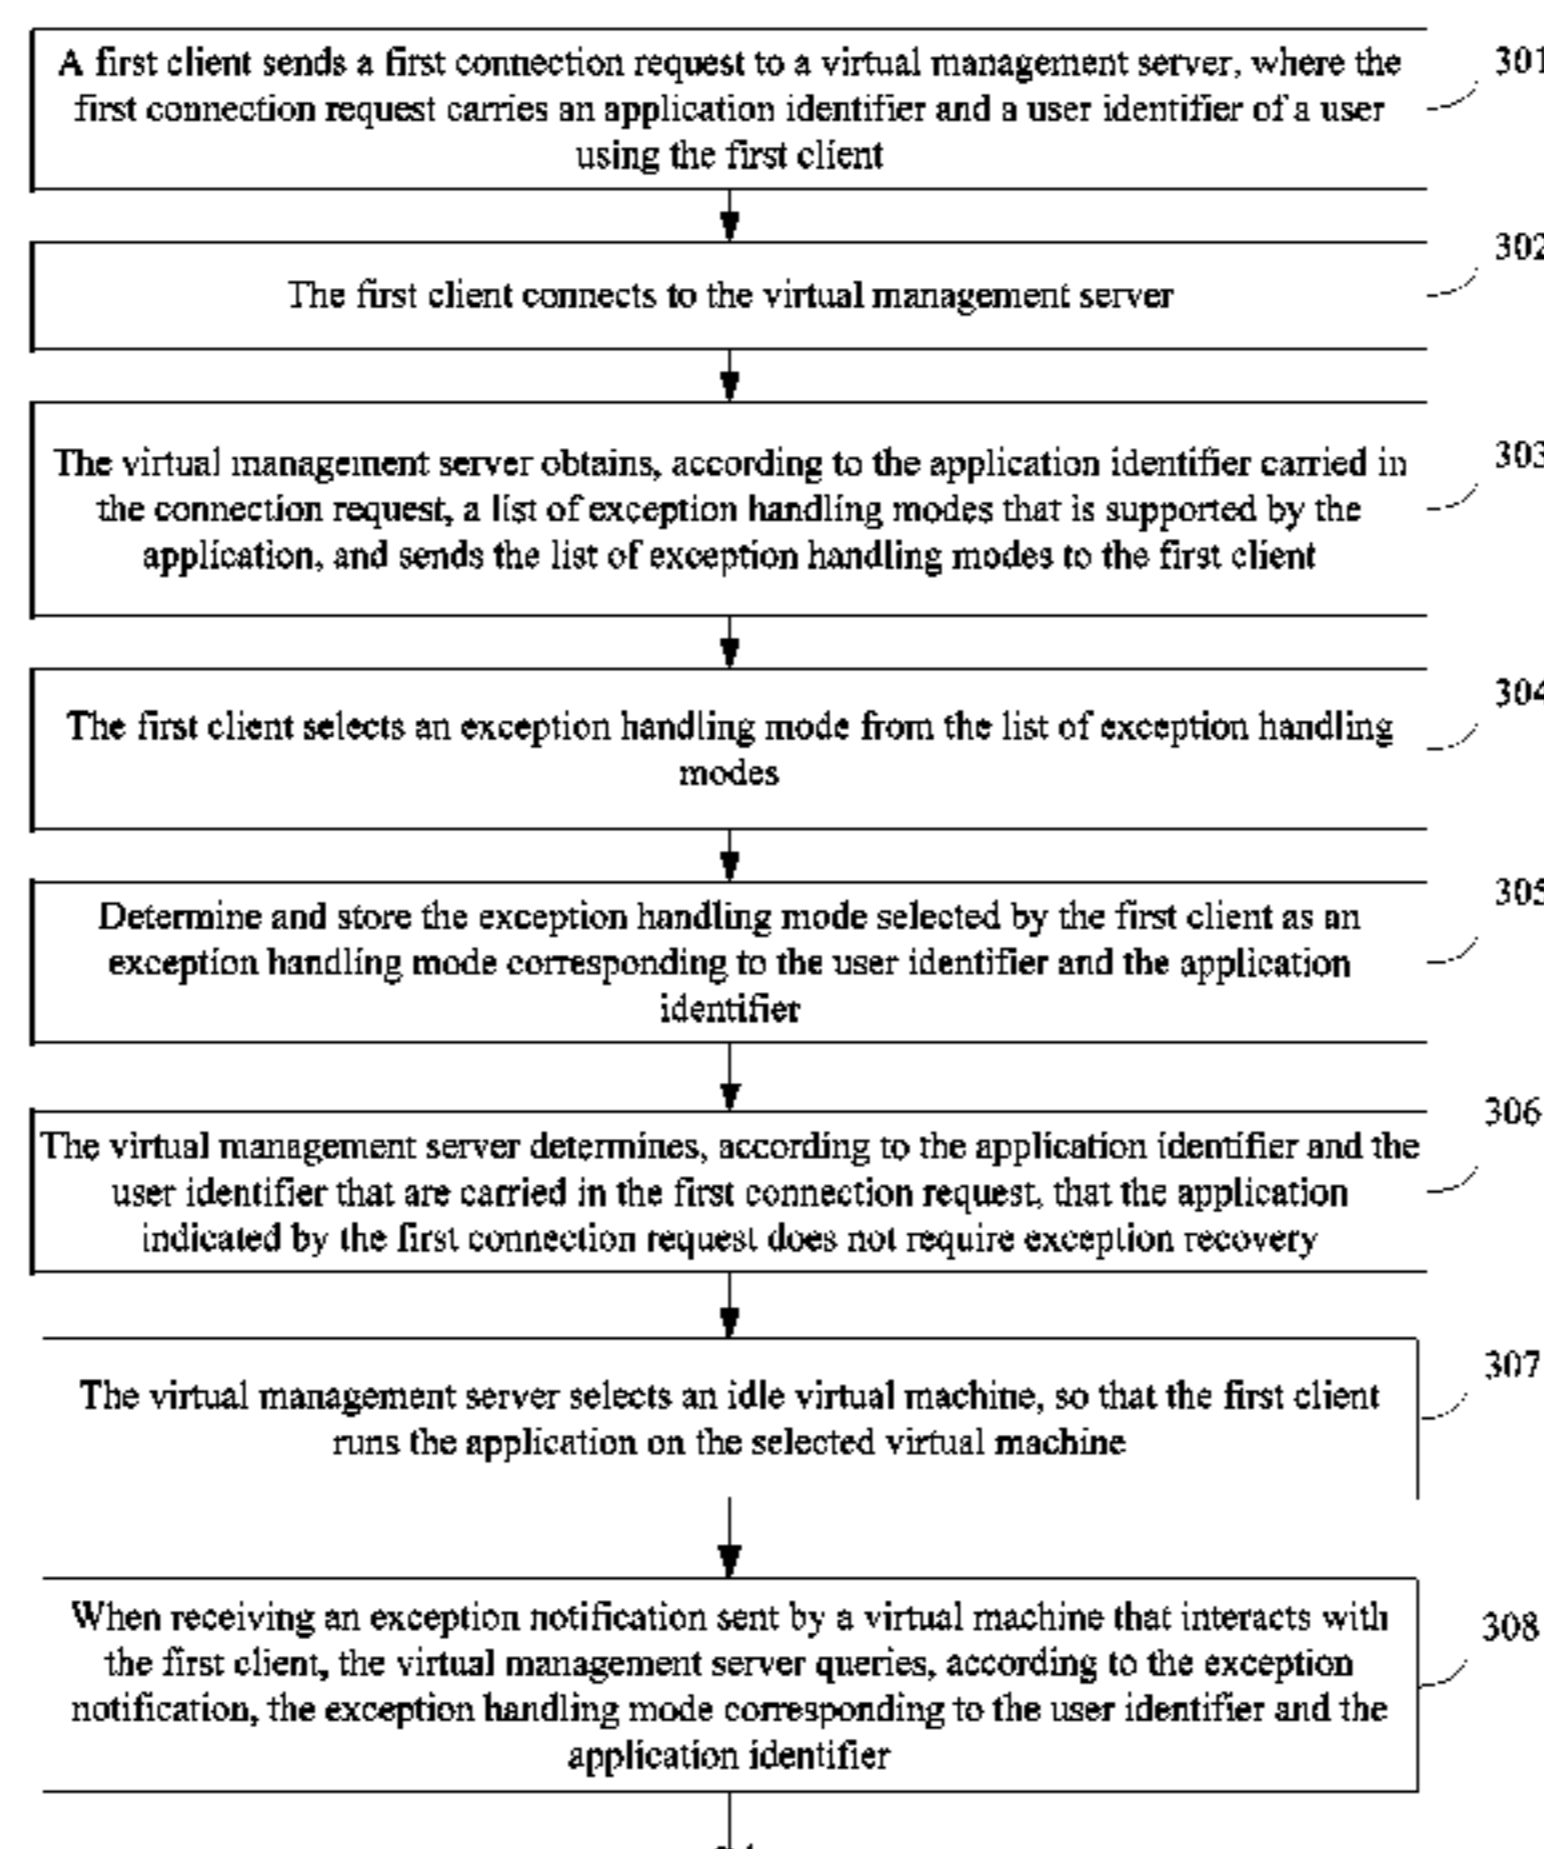 A first client sends a first connection request to a virtual management server, where the
first connection request carries an application identifier and a user identifier of a user
using the first client
301
The first client connects to the virtual management server
302
The virtual management server obtains, according to the application identifier carried in
the connection request, a list of exception handling modes that is supported by the
application, and sends the list of exception handling modes to the first client
303
The first client selects an exception handling mode from the list of exception handling
modes
304
Determine and store the exception handling mode selected by the first client as an
exception handling mode corresponding to the user identifier and the application
identifier
305
The virtual management server determines, according to the application identifier and the
user identifier that are carried in the first connection request, that the application
indicated by the first connection request does not require exception recovery
306
The virtual management server selects an idle virtual machine, so that the first client
runs the application on the selected virtual machine
307
When receiving an exception notification sent by a virtual machine that interacts with
the first client, the virtual management server queries, according to the exception
notification, the exception handling mode corresponding to the user identifier and the
application identifier
308